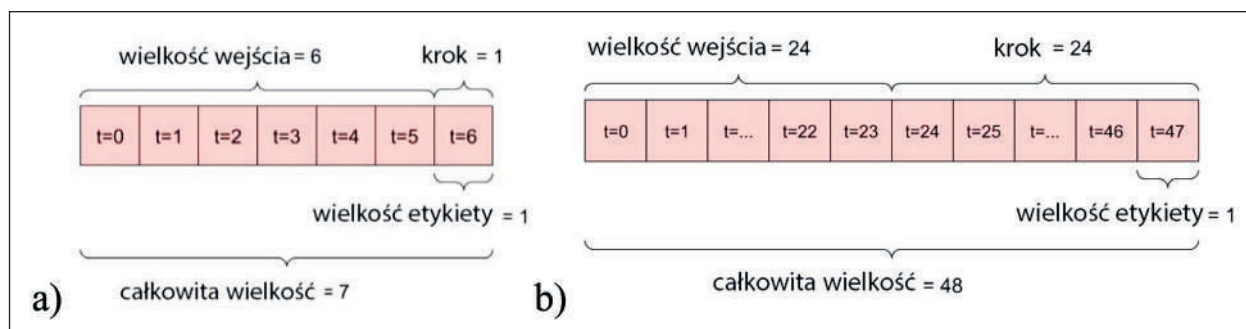 wielkość wejścia = 6 krok = 1
t=0 t=1 t=2 t=3 t=4 t=5 t=6
wielkość etykiety = 1
całkowita wielkość = 7
a)
wielkość wejścia = 24 krok = 24
t=0 t=1 t=... t=22 t=23 t=24 t=25 t=... t=46 t=47
wielkość etykiety = 1
całkowita wielkość = 48
b)